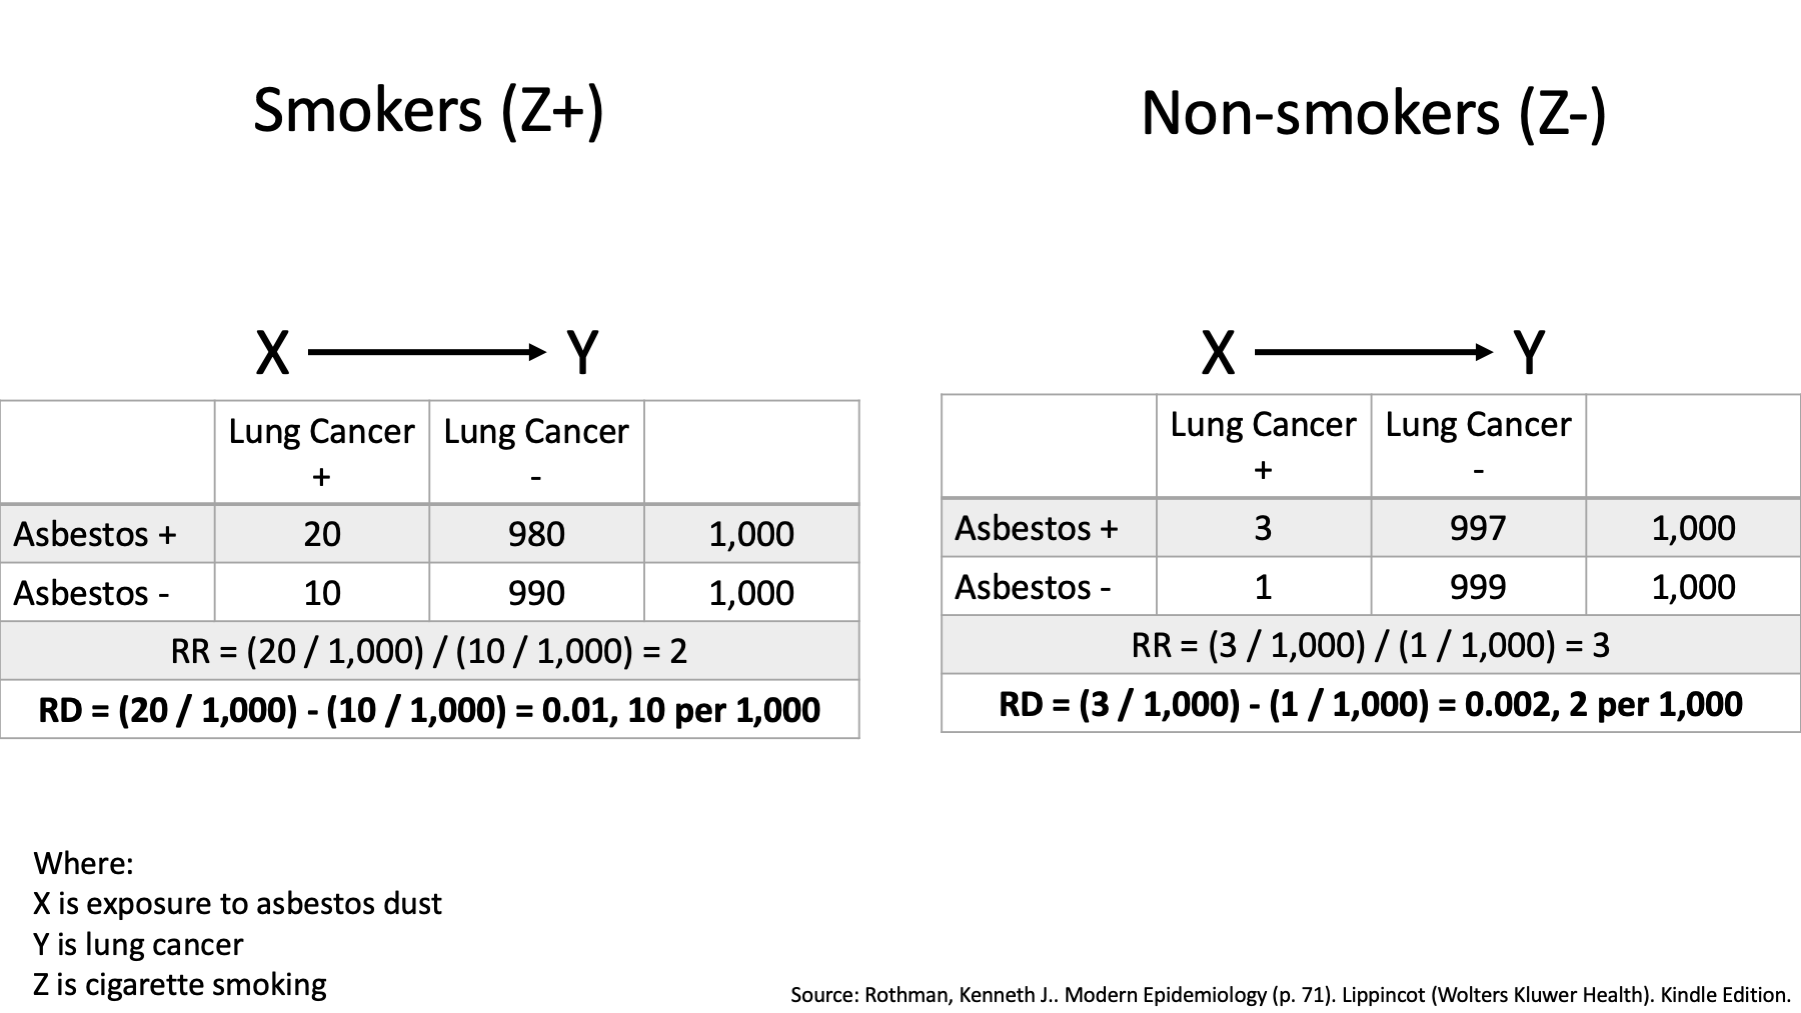 Smokers (Z+)
Non-smokers (Z-)
X Y
Lung Cancer + Lung Cancer -
Asbestos + 20 980 1,000
Asbestos - 10 990 1,000
RR = (20 / 1,000) / (10 / 1,000) = 2
RD = (20 / 1,000) - (10 / 1,000) = 0.01, 10 per 1,000
X Y
Lung Cancer + Lung Cancer -
Asbestos + 3 997 1,000
Asbestos - 1 999 1,000
RR = (3 / 1,000) / (1 / 1,000) = 3
RD = (3 / 1,000) - (1 / 1,000) = 0.002, 2 per 1,000
Where:
X is exposure to asbestos dust
Y is lung cancer
Z is cigarette smoking
Source: Rothman, Kenneth J.. Modern Epidemiology (p. 71). Lippincot (Wolters Kluwer Health). Kindle Edition.